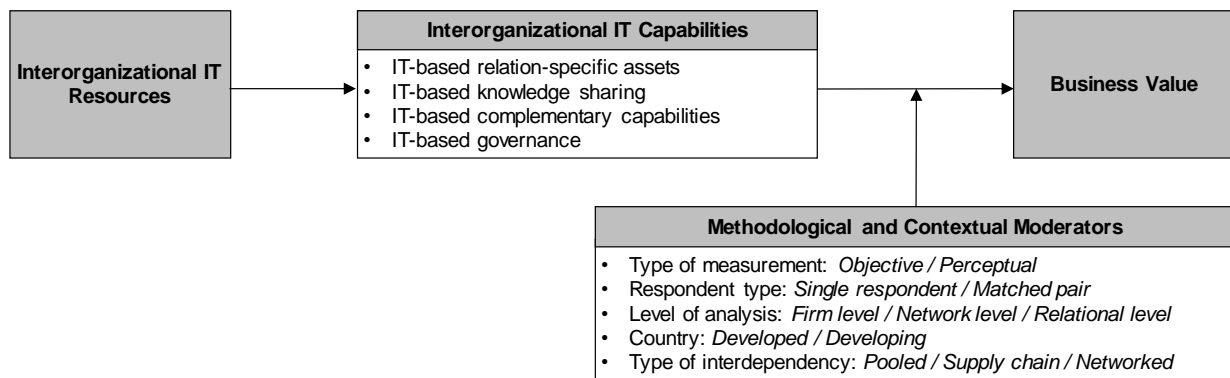 Interorganizational IT
Resources
Interorganizational IT Capabilities
• IT-based relation-specific assets
• IT-based knowledge sharing
• IT-based complementary capabilities
• IT-based governance
Business Value
Methodological and Contextual Moderators
• Type of measurement: Objective / Perceptual
• Respondent type: Single respondent / Matched pair
• Level of analysis: Firm level / Network level / Relational level
• Country: Developed / Developing
• Type of interdependency: Pooled / Supply chain / Networked